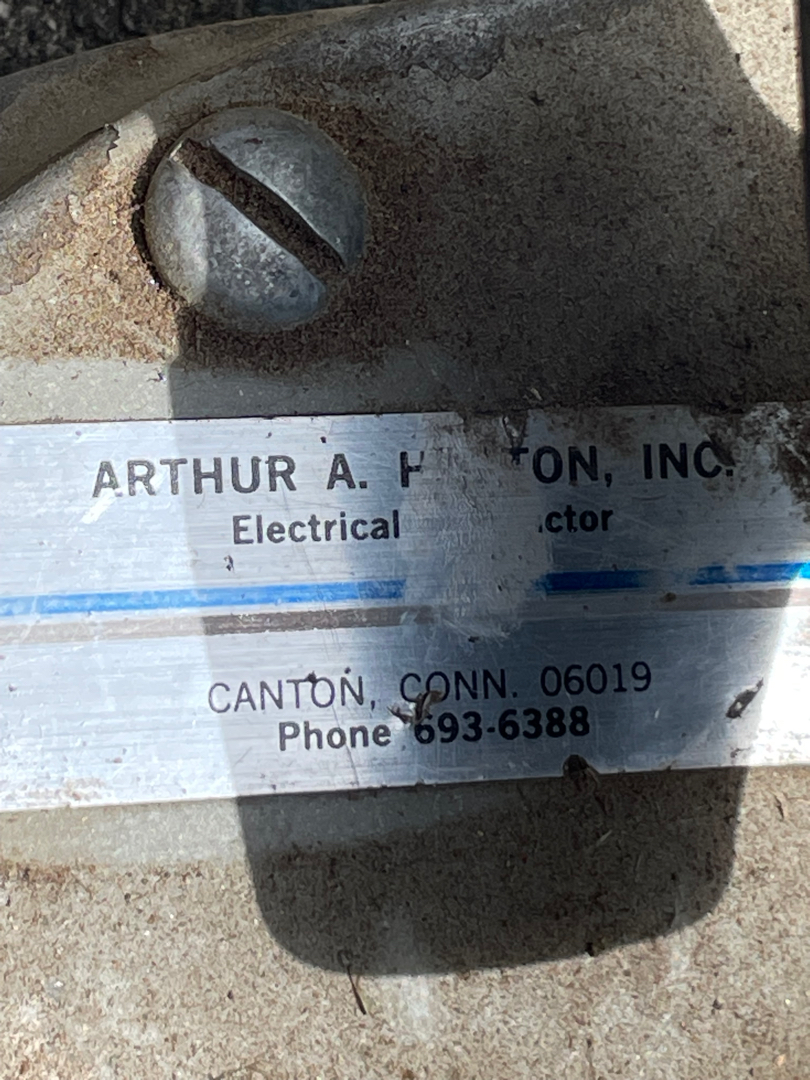 ARTHUR A. INC.
Electrical
CANTON, CONN. 06019
Phone 693-6388